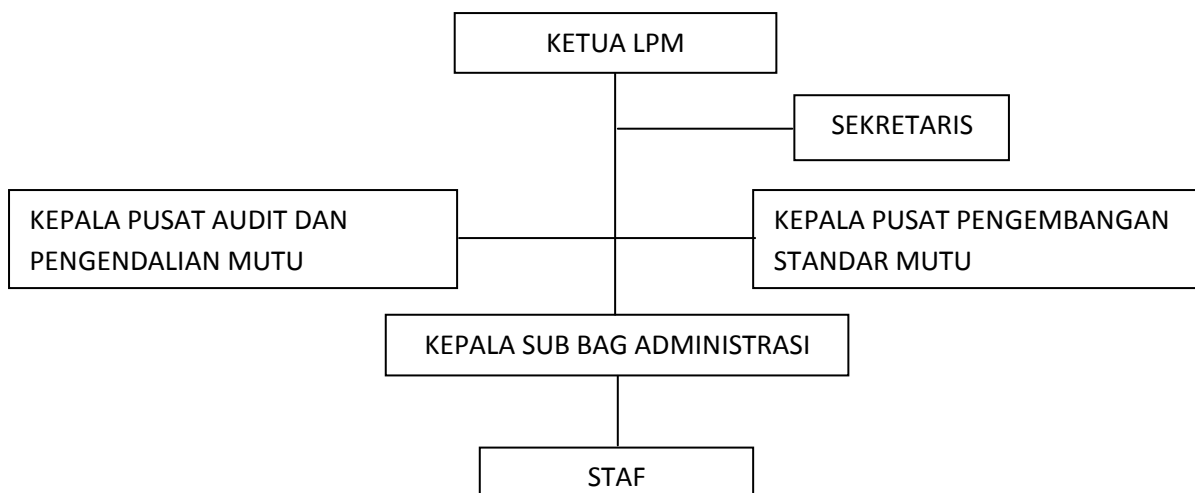 KETUA LPM
SEKRETARIS
KEPALA PUSAT AUDIT DAN
PENGENDALIAN MUTU
KEPALA PUSAT PENGEMBANGAN
STANDAR MUTU
KEPALA SUB BAG ADMINISTRASI
STAF